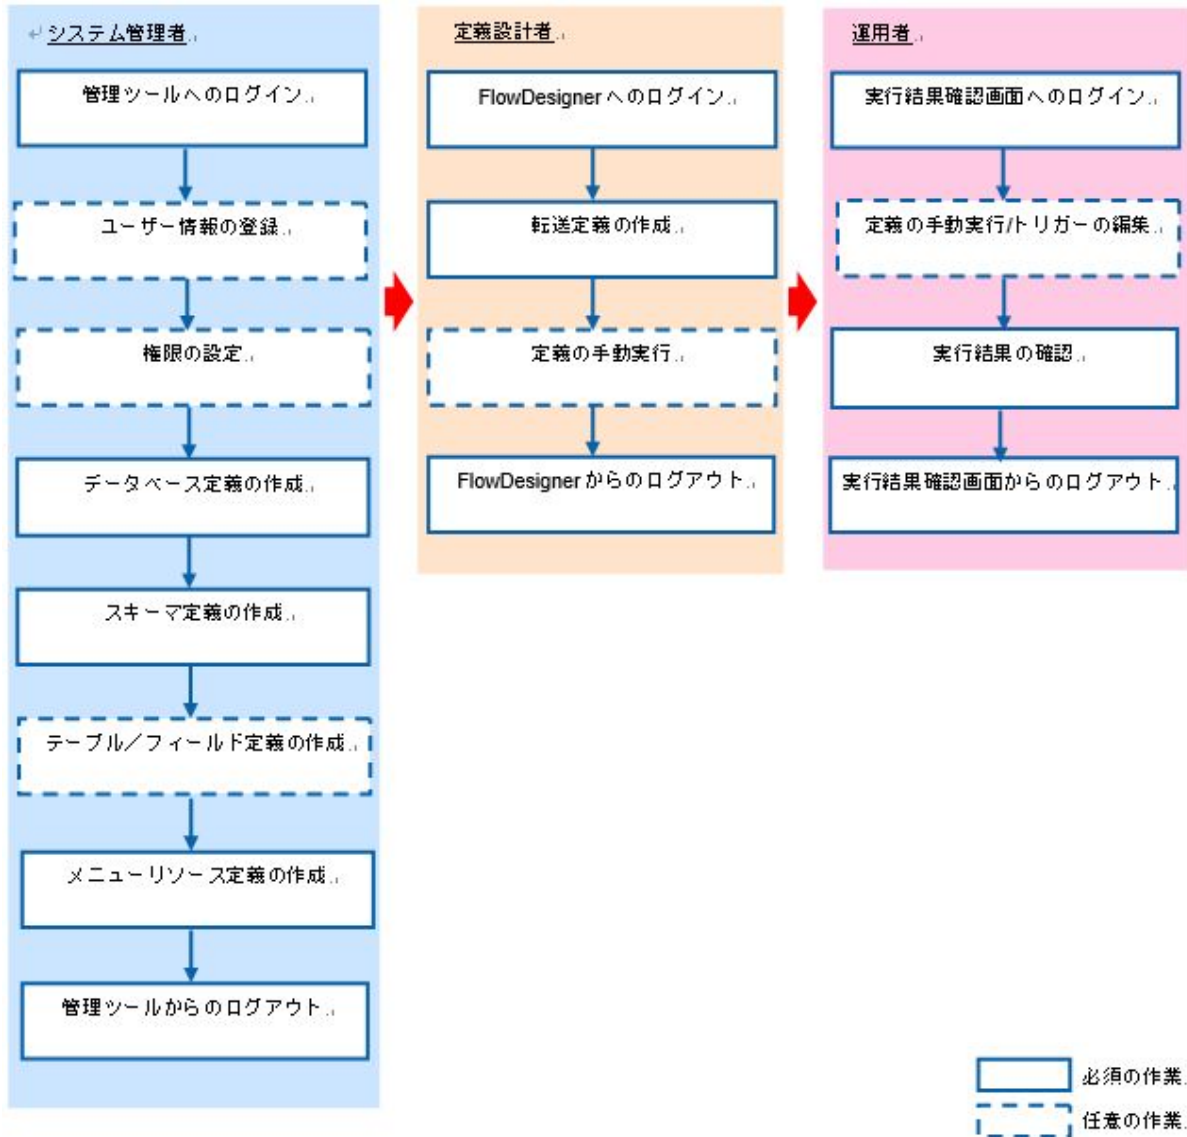 システム管理者
管理ツールへのログイン
ユーザー情報の登録
権限の設定
データベース定義の作成
スキーマ定義の作成
テーブル／フィールド定義の作成
メニューリソース定義の作成
管理ツールからのログアウト
定義設計者
FlowDesignerへのログイン
転送定義の作成
定義の手動実行
FlowDesignerからのログアウト
運用者
実行結果確認画面へのログイン
定義の手動実行/トリガーの編集
実行結果の確認
実行結果確認画面からのログアウト
必須の作業
任意の作業